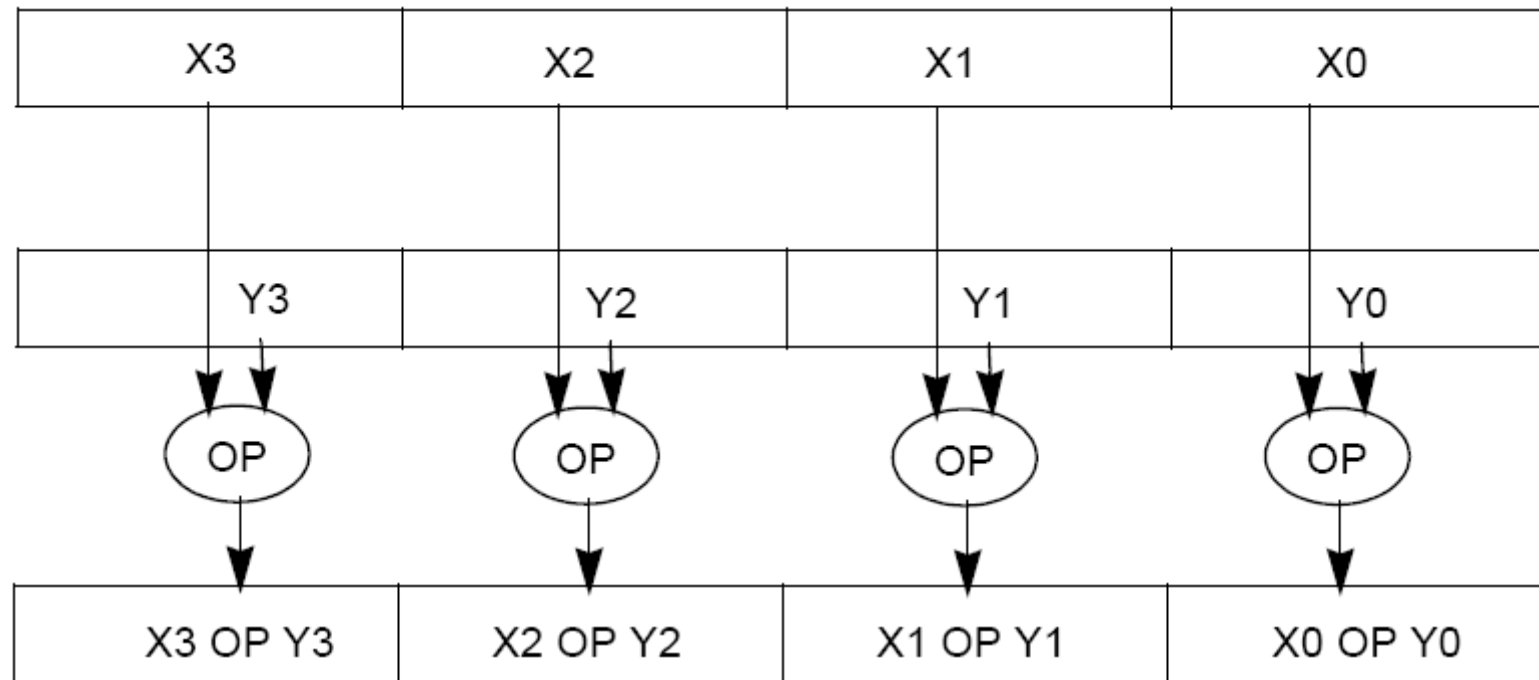 X3 X2 X1 X0
Y3 Y2 Y1 Y0
OP OP OP OP
X3 OP Y3 X2 OP Y2 X1 OP Y1 X0 OP Y0